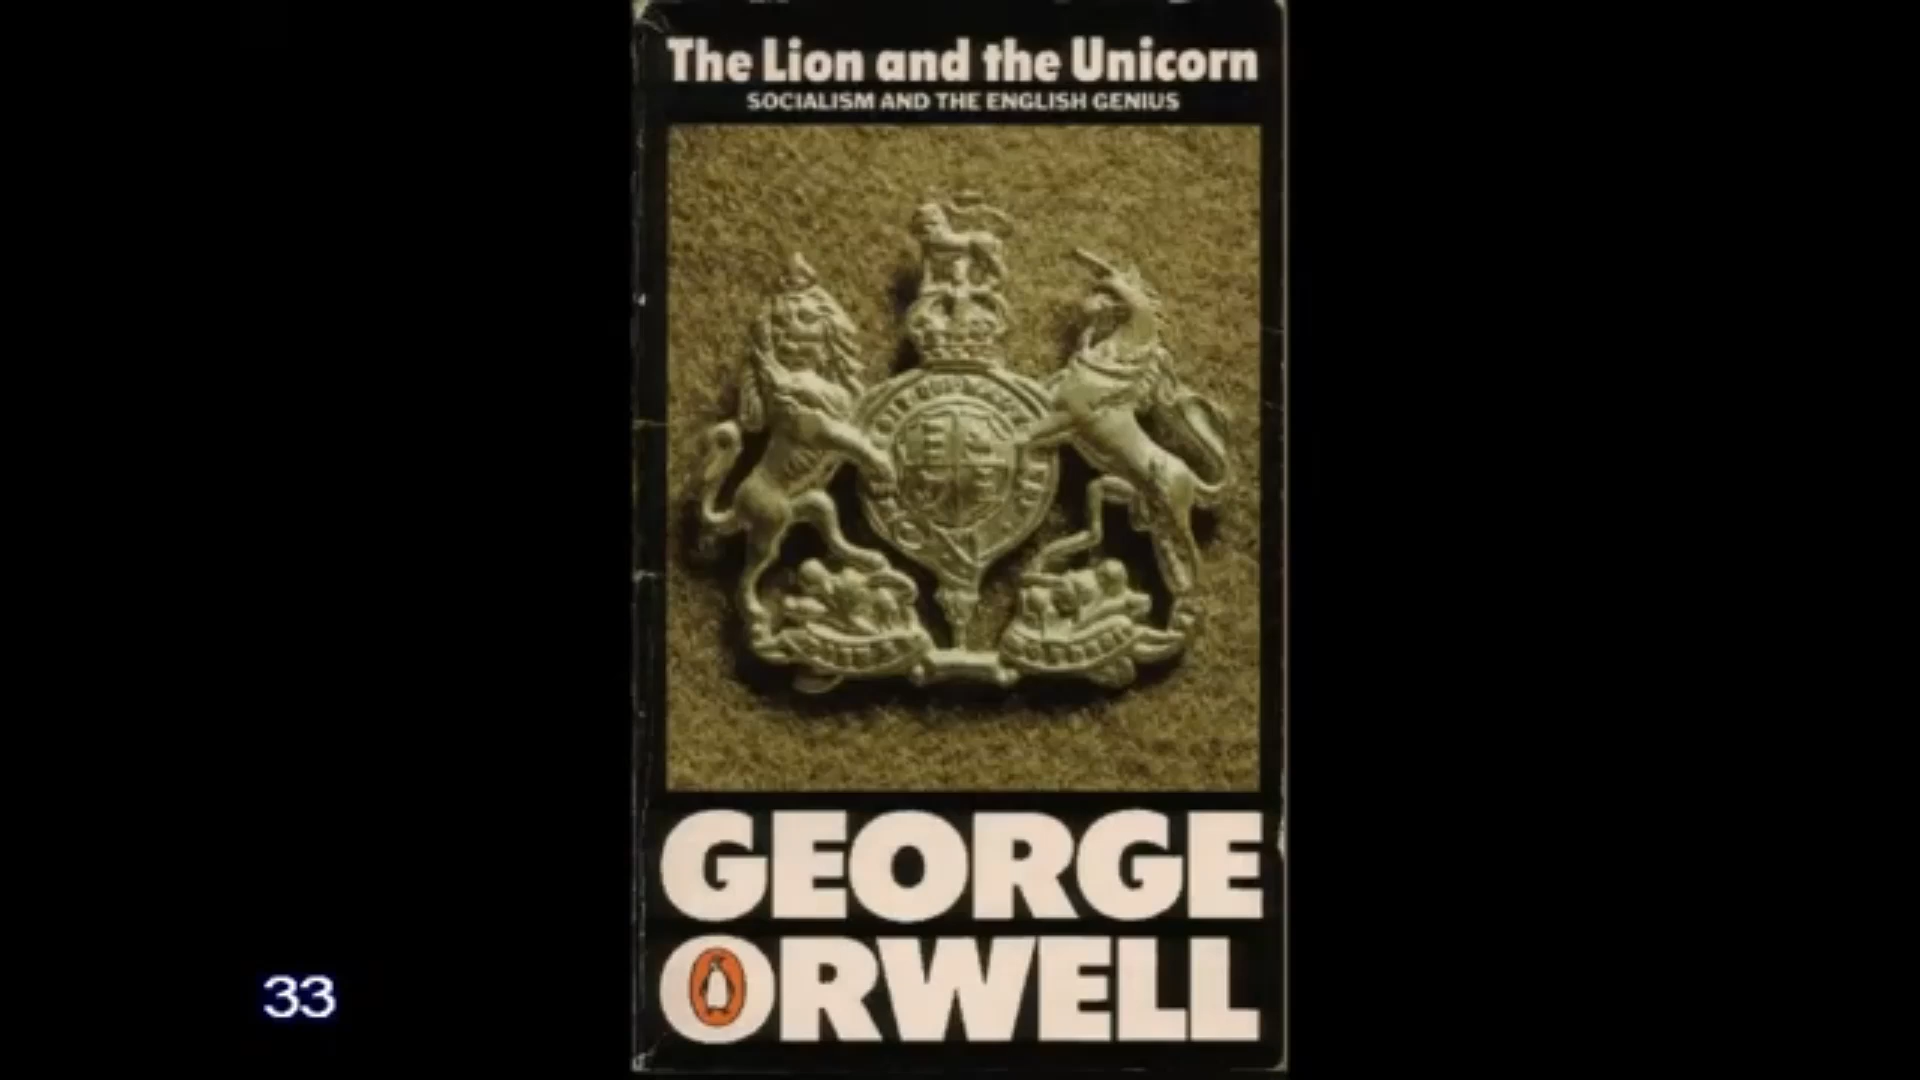 The Lion and the Unicorn
SOCIALISM AND THE ENGLISH GENIUS
GEORGE
ORWELL
33